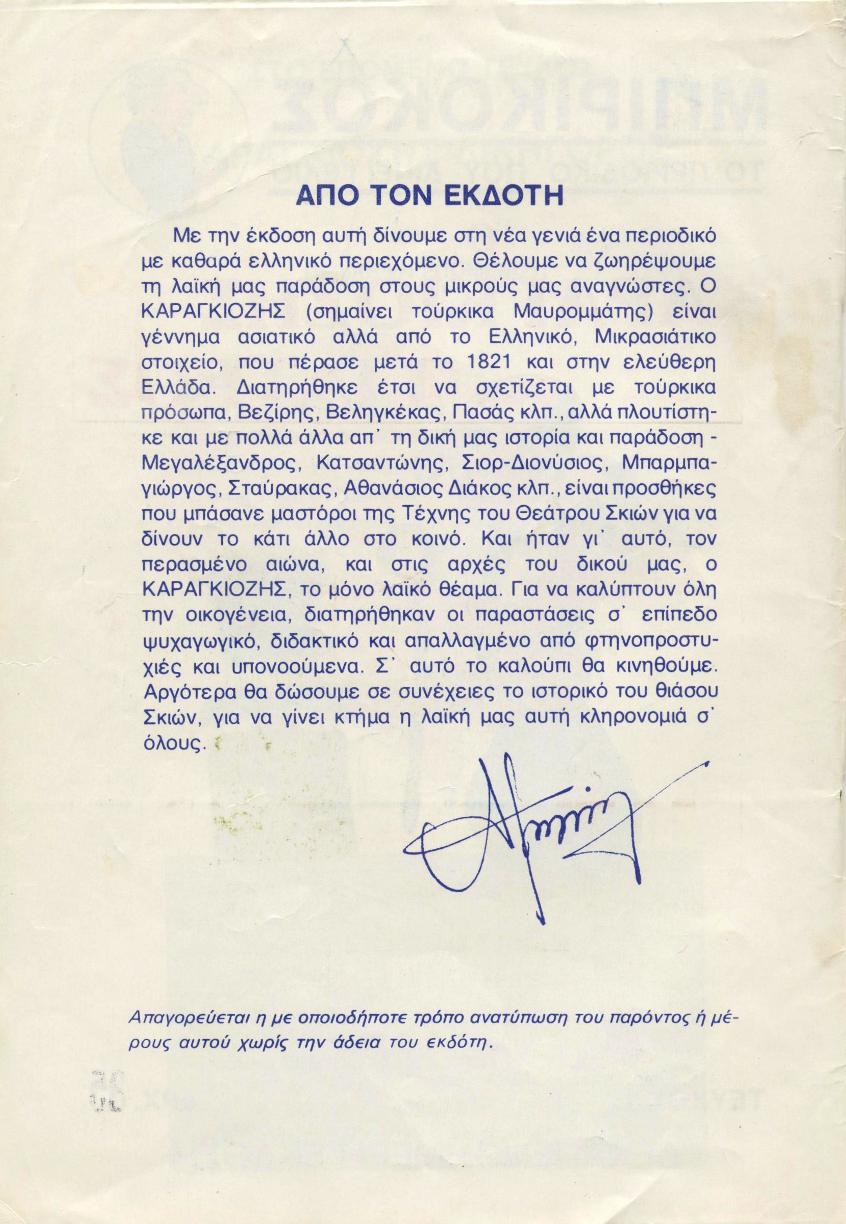 ΑΠΟ ΤΟΝ ΕΚΔΟΤΗ
Με την έκδοση αυτή δίνουμε στη νέα γενιά ένα περιοδικό
με καθαρά ελληνικό περιεχόμενο. Θέλουμε να ζωηρέψουμε
τη λαϊκή μας παράδοση στους μικρούς μας αναγνώστες. Ο
ΚΑΡΑΓΚΙΟΖΗΣ (σημαίνει τούρκικα Μαυρομμάτης) είναι
γέννημα ασιατικό αλλά από το Ελληνικό, Μικρασιάτικο
στοιχείο, που πέρασε μετά το 1821 και στην ελεύθερη
Ελλάδα. Διατηρήθηκε έτσι να σχετίζεται με τούρκικα
πρόσωπα, Βεζίρης, Βεληγκέκας, Πασάς κλπ., αλλά πλουτίστη-
κε και με πολλά άλλα απ' τη δική μας ιστορία και παράδοση -
Μεγαλέξανδρος, Κατσαντώνης, Σιορ-Διονύσιος, Μπαρμπα-
γιώργος, Σταύρακας, Αθανάσιος Διάκος κλπ., είναι προσθήκες
που μπάσανε μαστόροι της Τέχνης του Θεάτρου Σκιών για να
δίνουν το κάτι άλλο στο κοινό. Και ήταν γι' αυτό, τον
περασμένο αιώνα, και στις αρχές του δικού μας, ο
ΚΑΡΑΓΚΙΟΖΗΣ, το μόνο λαϊκό θέαμα. Για να καλύπτουν όλη
την οικογένεια, διατηρήθηκαν οι παραστάσεις σ' επίπεδο
ψυχαγωγικό, διδακτικό και απαλλαγμένο από φτηνοπροστυ-
χιές και υπονοούμενα. Σ' αυτό το καλούπι θα κινηθούμε.
Αργότερα θα δώσουμε σε συνέχειες το ιστορικό του θιάσου
Σκιών, για να γίνει κτήμα η λαϊκή μας αυτή κληρονομιά σ'
όλους.
Απαγορεύεται η με οποιοδήποτε τρόπο ανατύπωση του παρόντος ή μέ-
ρους αυτού χωρίς την άδεια του εκδότη.